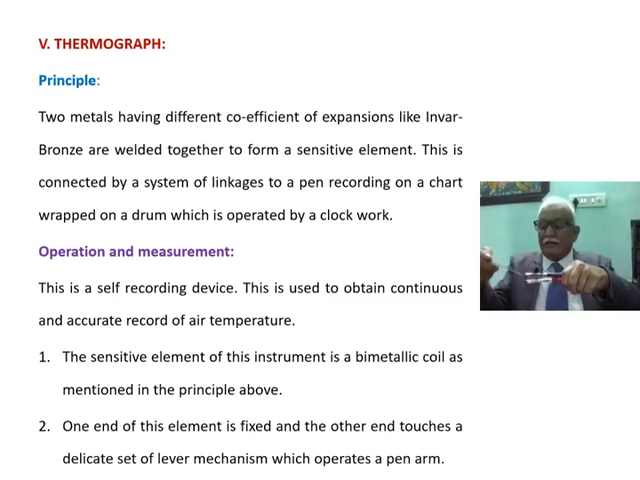 V. THERMOGRAPH:
Principle:
Two metals having different co-efficient of expansions like Invar-
Bronze are welded together to form a sensitive element. This is
connected by a system of linkages to a pen recording on a chart
wrapped on a drum which is operated by a clock work.
Operation and measurement:
This is a self recording device. This is used to obtain continuous
and accurate record of air temperature.
1. The sensitive element of this instrument is a bimetallic coil as
mentioned in the principle above.
2. One end of this element is fixed and the other end touches a
delicate set of lever mechanism which operates a pen arm.